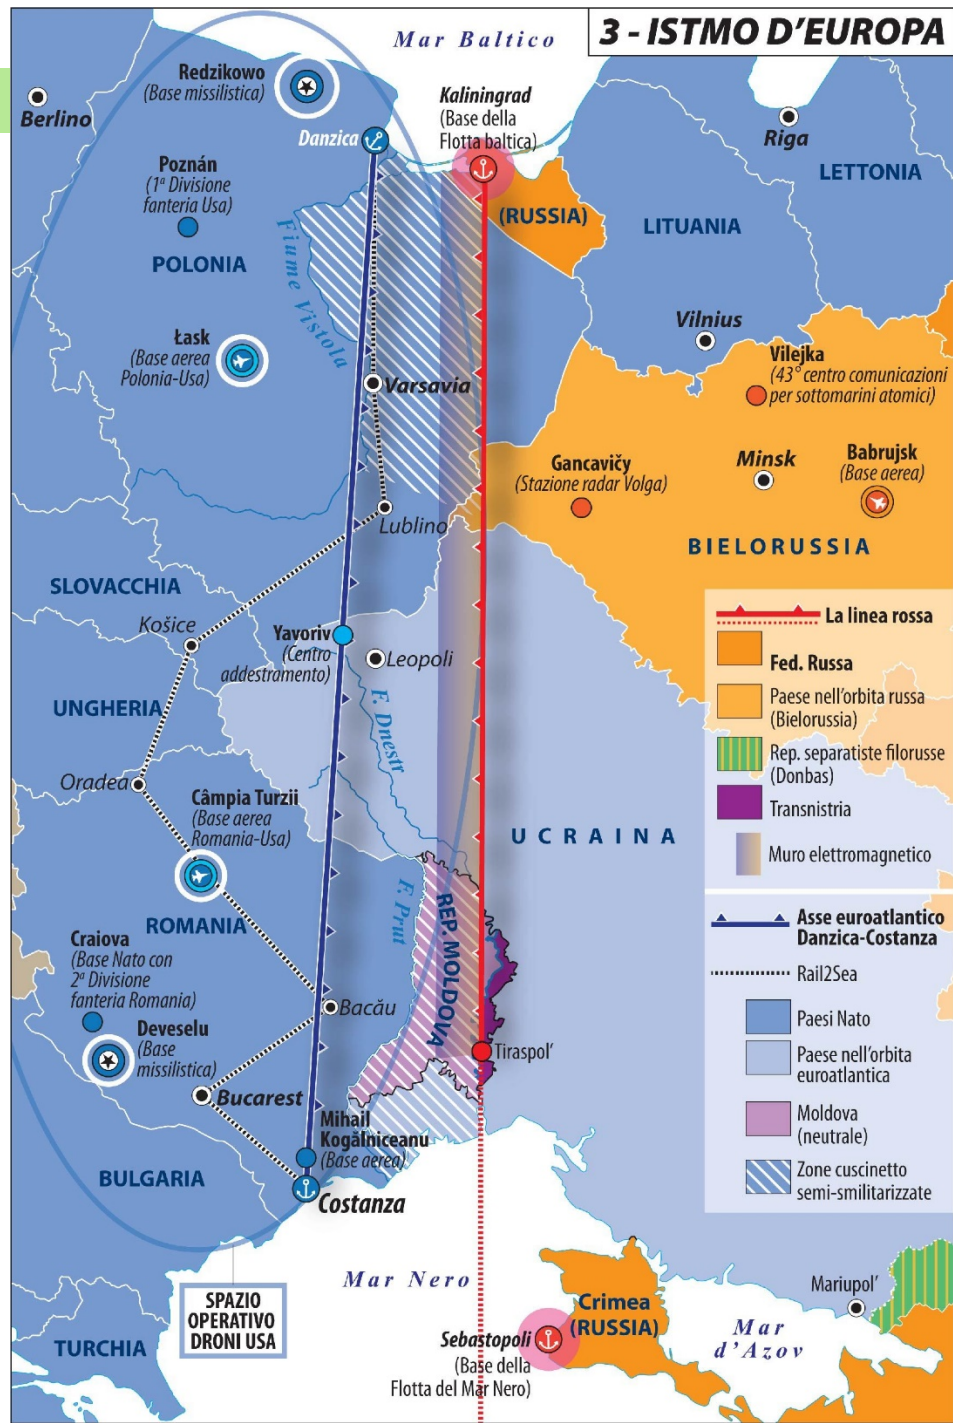 3 - ISTMO D'EUROPA
Mar Baltico
Redzikowo
(Base missilistica)
Berlino
Danzica
Kaliningrad
(Base della
Flotta baltica)
Riga
LETTONIA
Poznán
(1ª Divisione
fanteria Usa)
(RUSSIA)
LITUANIA
POLONIA
Fiume Vistola
Łask
(Base aerea
Polonia-Usa)
Vilnius
Varsavia
Vilejka
(43° centro comunicazioni
per sottomarini atomici)
Gancavičy
(Stazione radar Volga)
Minsk
Babrujsk
(Base aerea)
Lublino
BIELORUSSIA
SLOVACCHIA
Košice
Yavoriv
(Centro
addestramento)
Leopoli
UNGHERIA
F. Dnestr
Oradea
Câmpia Turzii
(Base aerea
Romania-Usa)
UCRAINA
F. Prut
REP. MOLDOVA
ROMANIA
Craiova
(Base Nato con
2ª Divisione
fanteria Romania)
Bacău
Deveselu
(Base
missilistica)
Tiraspol'
Bucarest
Mihail
Kogălniceanu
(Base aerea)
BULGARIA
Costanza
Mar Nero
SPAZIO
OPERATIVO
DRONI USA
TURCHIA
Crimea
(RUSSIA)
Sebastopoli
(Base della
Flotta del Mar Nero)
Mariupol'
Mar
d'Azov
La linea rossa
Fed. Russa
Paese nell'orbita russa
(Bielorussia)
Rep. separatiste filorusse
(Donbas)
Transnistria
Muro elettromagnetico
Asse euroatlantico
Danzica-Costanza
Rail2Sea
Paesi Nato
Paese nell'orbita
euroatlantica
Moldova
(neutrale)
Zone cuscinetto
semi-smilitarizzate